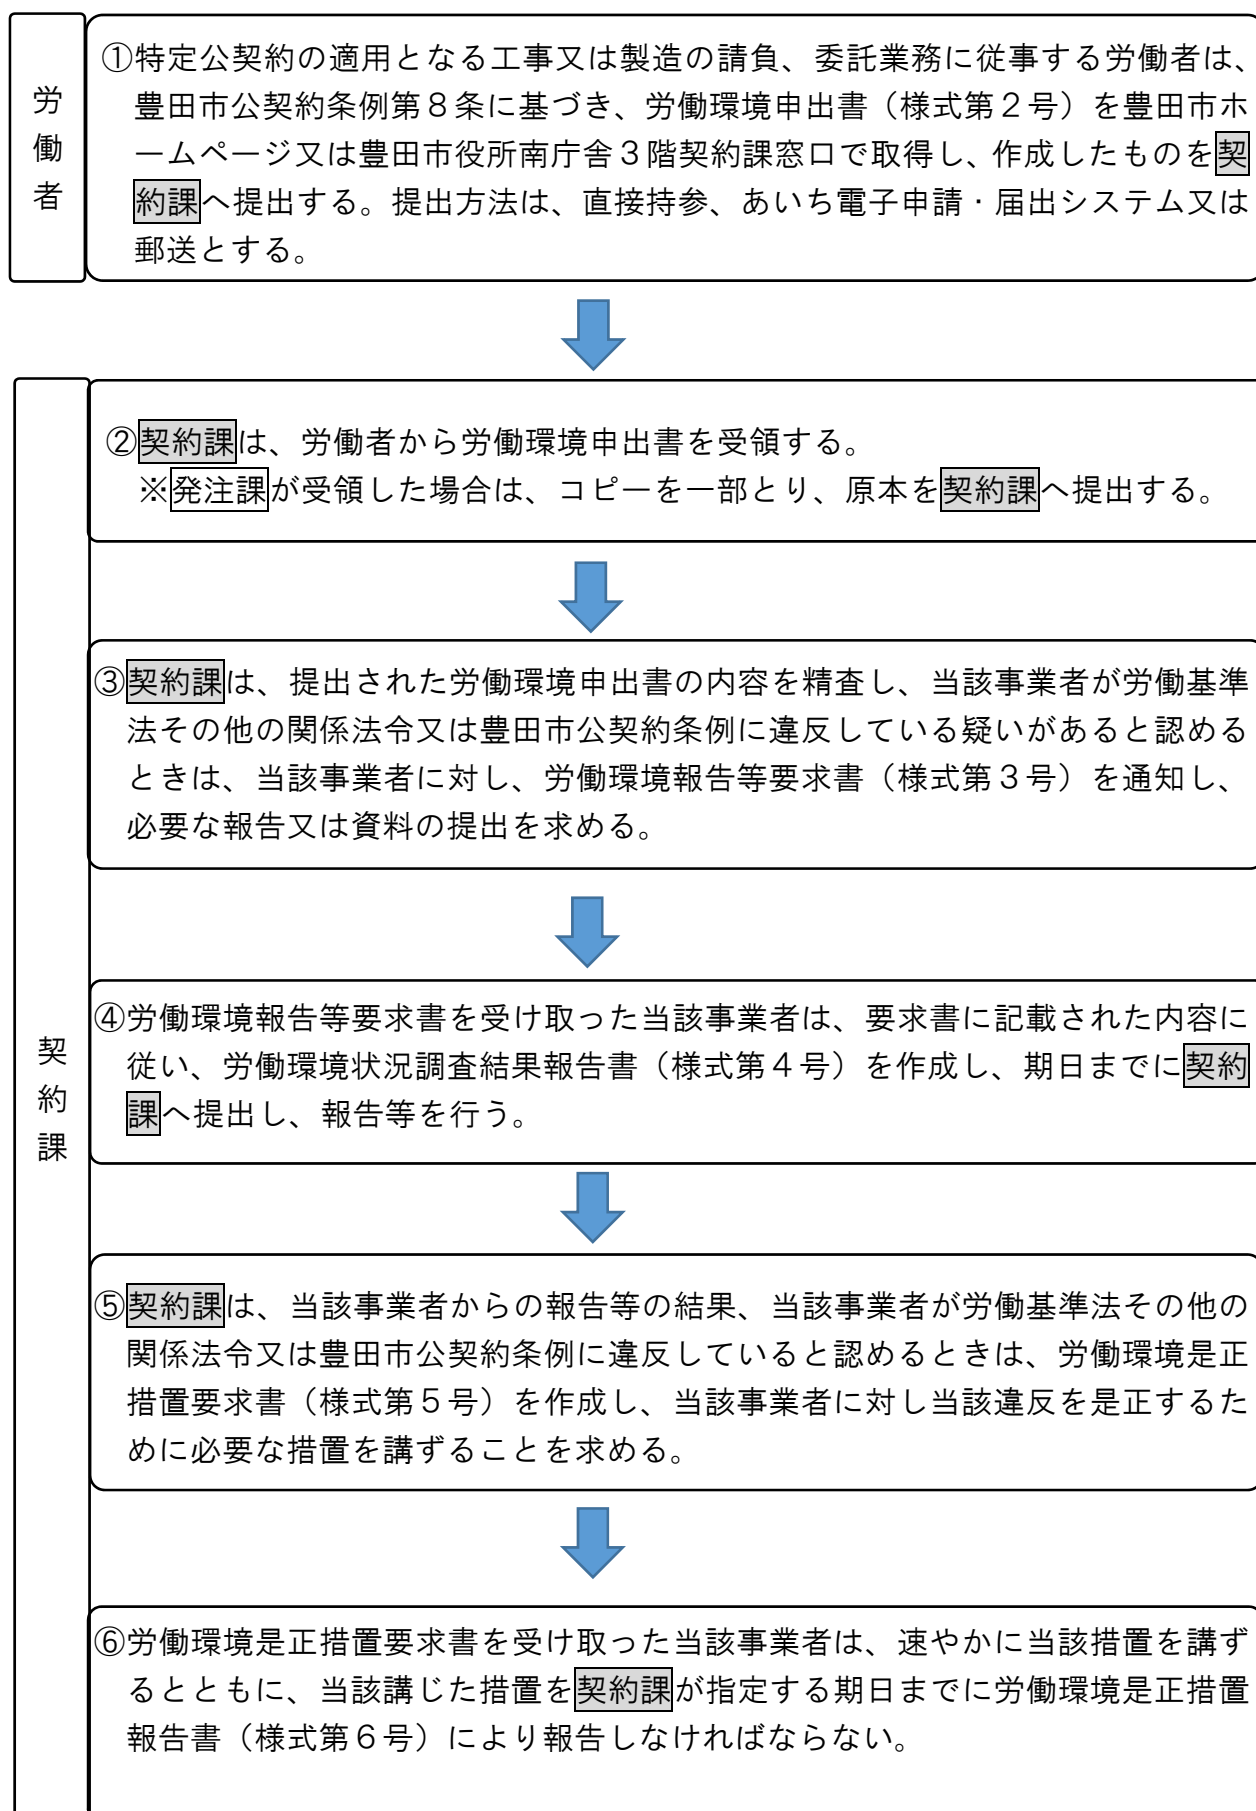 労働者
①特定公契約の適用となる工事又は製造の請負、委託業務に従事する労働者は、
豊田市公契約条例第８条に基づき、労働環境申出書（様式第２号）を豊田市ホ
ームページ又は豊田市役所南庁舎３階契約課窓口で取得し、作成したものを契
約課へ提出する。提出方法は、直接持参、あいち電子申請・届出システム又は
郵送とする。
契約課
②契約課は、労働者から労働環境申出書を受領する。
※発注課が受領した場合は、コピーを一部とり、原本を契約課へ提出する。
③契約課は、提出された労働環境申出書の内容を精査し、当該事業者が労働基準
法その他の関係法令又は豊田市公契約条例に違反している疑いがあると認める
ときは、当該事業者に対し、労働環境報告等要求書（様式第３号）を通知し、
必要な報告又は資料の提出を求める。
④労働環境報告等要求書を受け取った当該事業者は、要求書に記載された内容に
従い、労働環境状況調査結果報告書（様式第４号）を作成し、期日までに契約
課へ提出し、報告等を行う。
⑤契約課は、当該事業者からの報告等の結果、当該事業者が労働基準法その他の
関係法令又は豊田市公契約条例に違反していると認めるときは、労働環境是正
措置要求書（様式第５号）を作成し、当該事業者に対し当該違反を是正するた
めに必要な措置を講ずることを求める。
⑥労働環境是正措置要求書を受け取った当該事業者は、速やかに当該措置を講ず
るとともに、当該講じた措置を契約課が指定する期日までに労働環境是正措置
報告書（様式第６号）により報告しなければならない。